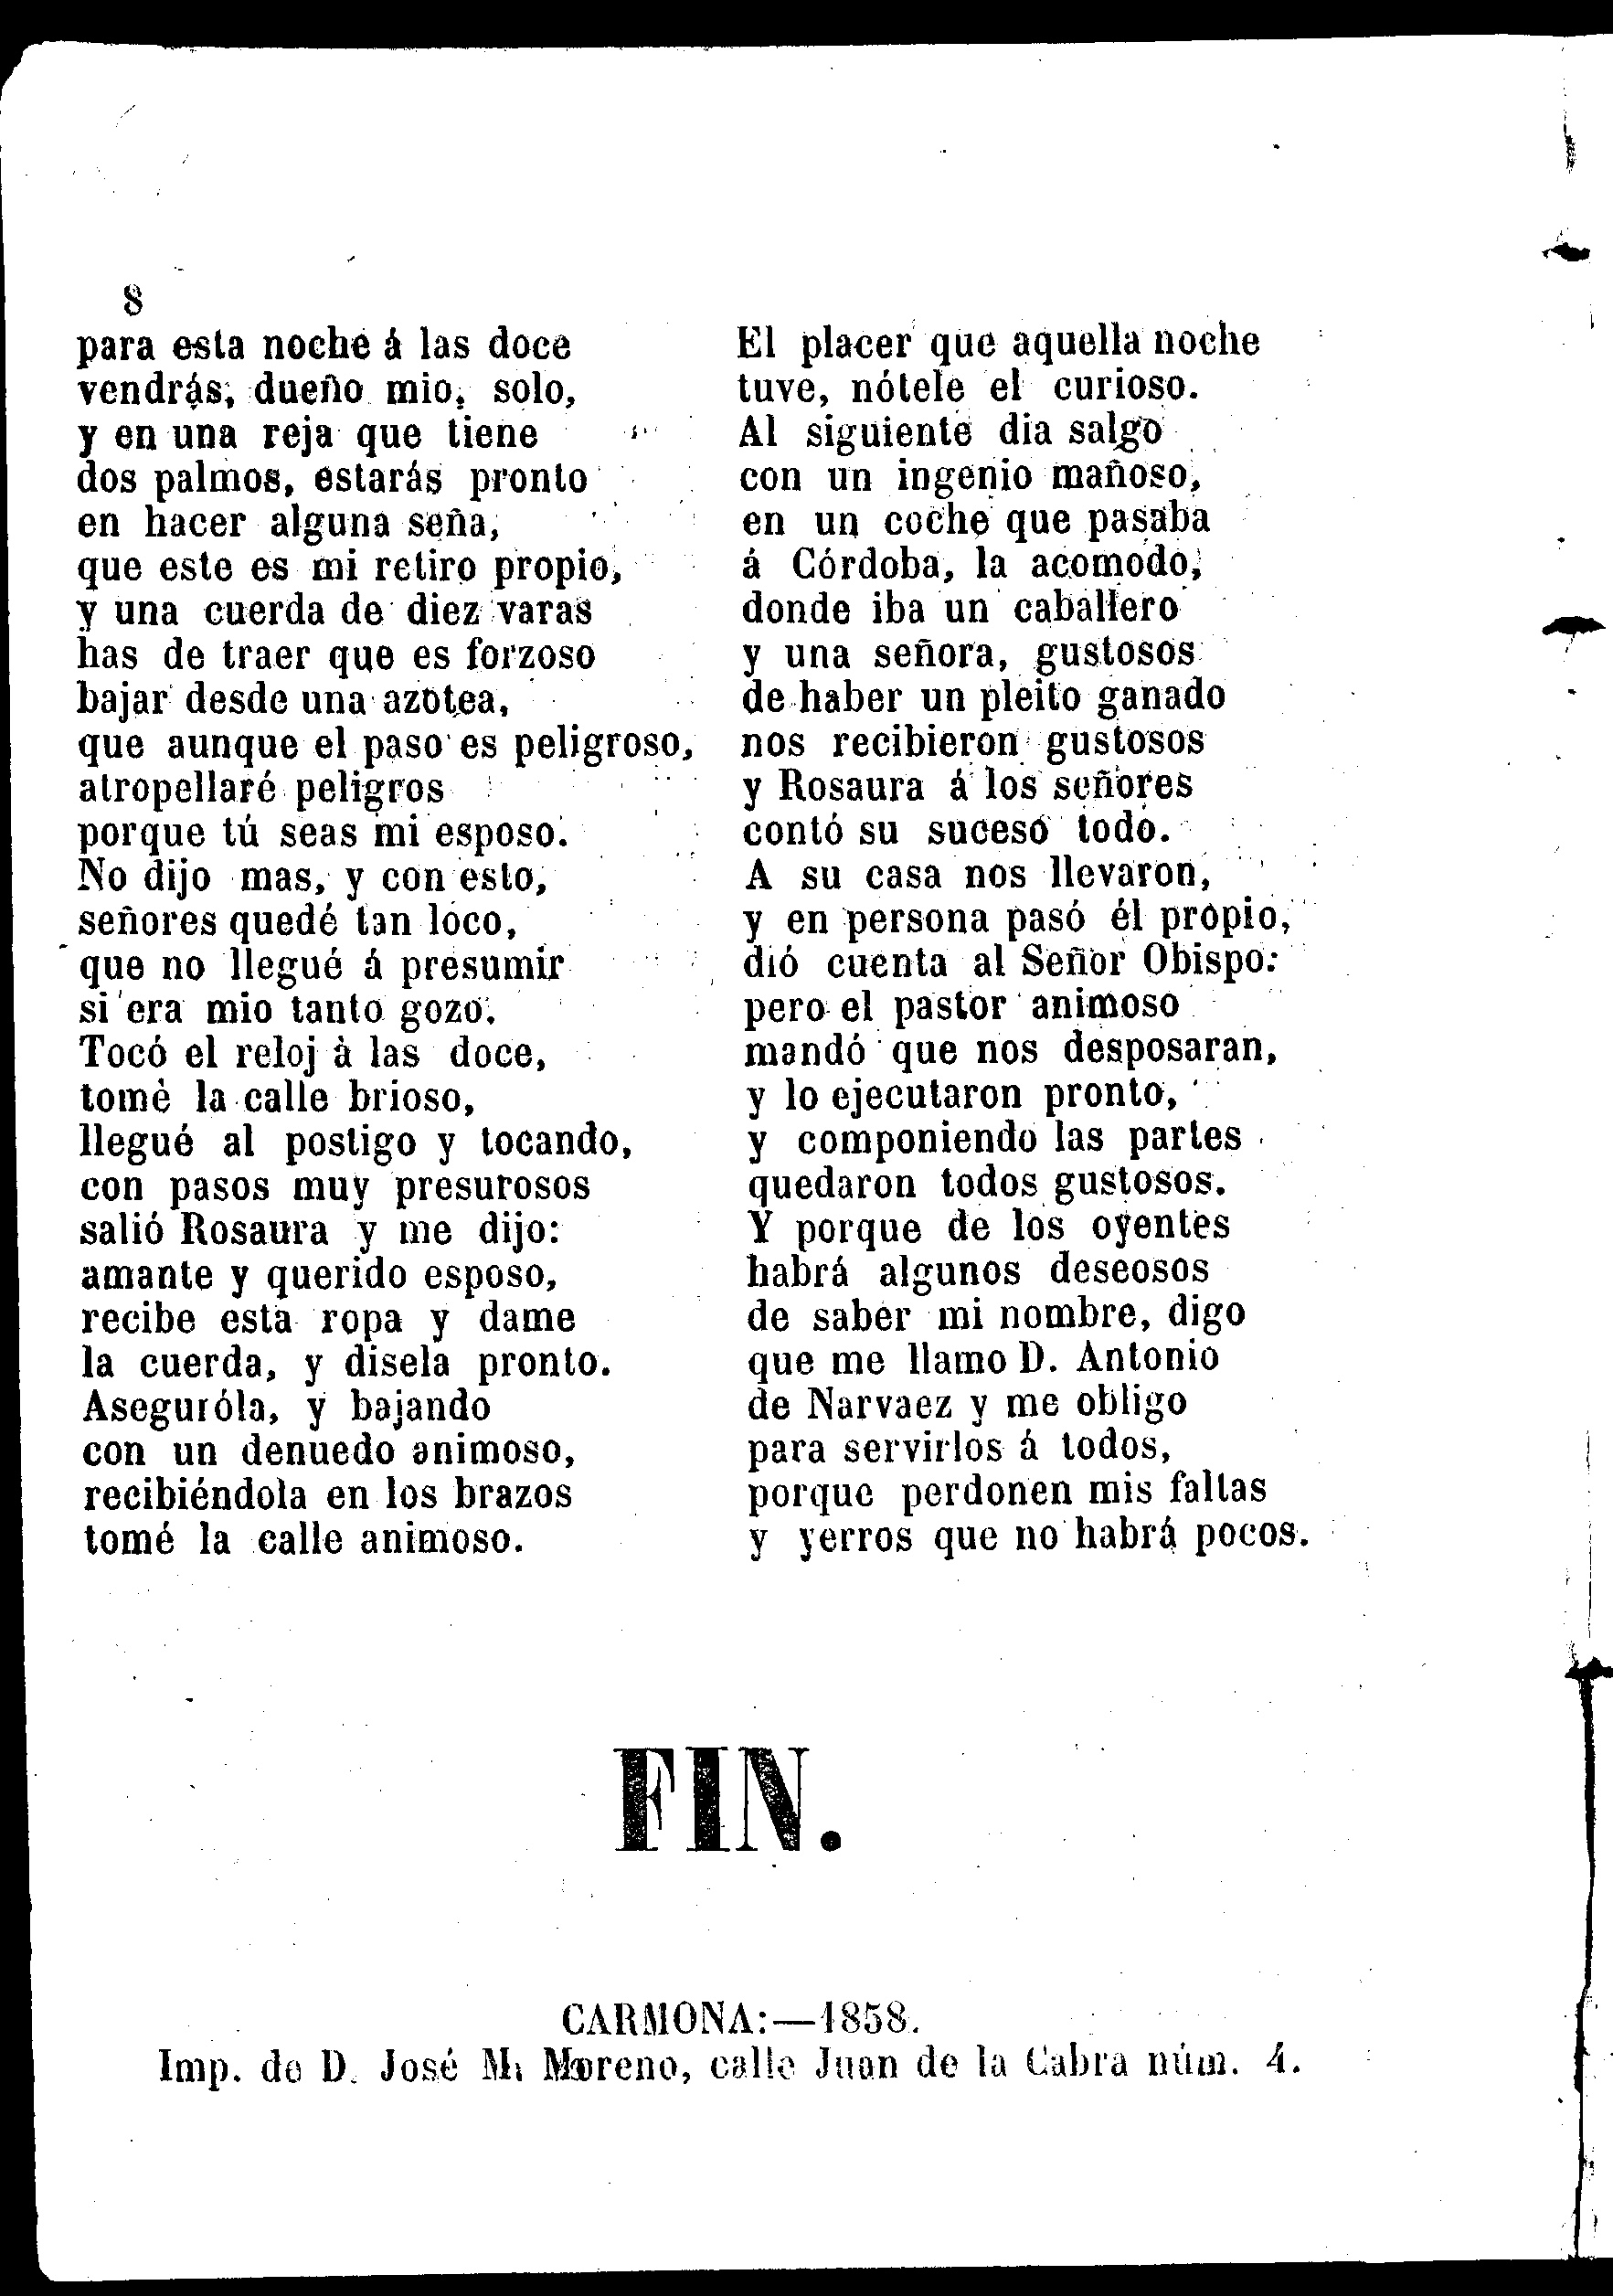 8
para esta noche á las doce
vendrás, dueño mio, solo,
y en una reja que tiene
dos palmos, estarás pronto
en hacer alguna seña,
que este es mi retiro propio,
y una cuerda de diez varas
has de traer que es forzoso
bajar desde una azotea,
que aunque el paso es peligroso,
atropellaré peligros
porque tú seas mi esposo.
No dijo mas, y con esto,
señores quedé tan loco,
que no llegué á presumir
si era mio tanto gozo.
Tocó el reloj à las doce,
tomè la calle brioso,
llegué al postigo y tocando,
con pasos muy presurosos
salió Rosaura y me dijo:
amante y querido esposo,
recibe esta ropa y dame
la cuerda, y disela pronto.
Aseguróla, y bajando
con un denuedo animoso,
recibiéndola en los brazos
tomé la calle animoso.
El placer que aquella noche
tuve, nótele el curioso.
Al siguiente dia salgo
con un ingenio mañoso,
en un coche que pasaba
á Córdoba, la acomodo,
donde iba un caballero
y una señora, gustosos
de haber un pleito ganado
nos recibieron gustosos
y Rosaura á los señores
contó su suceso todo.
A su casa nos llevaron,
y en persona pasó él propio,
dió cuenta al Señor Obispo:
pero el pastor animoso
mandó que nos desposaran,
y lo ejecutaron pronto,
y componiendo las partes
quedaron todos gustosos.
Y porque de los oyentes
habrá algunos deseosos
de saber mi nombre, digo
que me llamo D. Antonio
de Narvaez y me obligo
para servirlos á todos,
porque perdonen mis faltas
y yerros que no habrá pocos.
FIN.
CARMONA:—1858.
Imp. de D. José M. Moreno, calle Juan de la Cabra núm. 4.